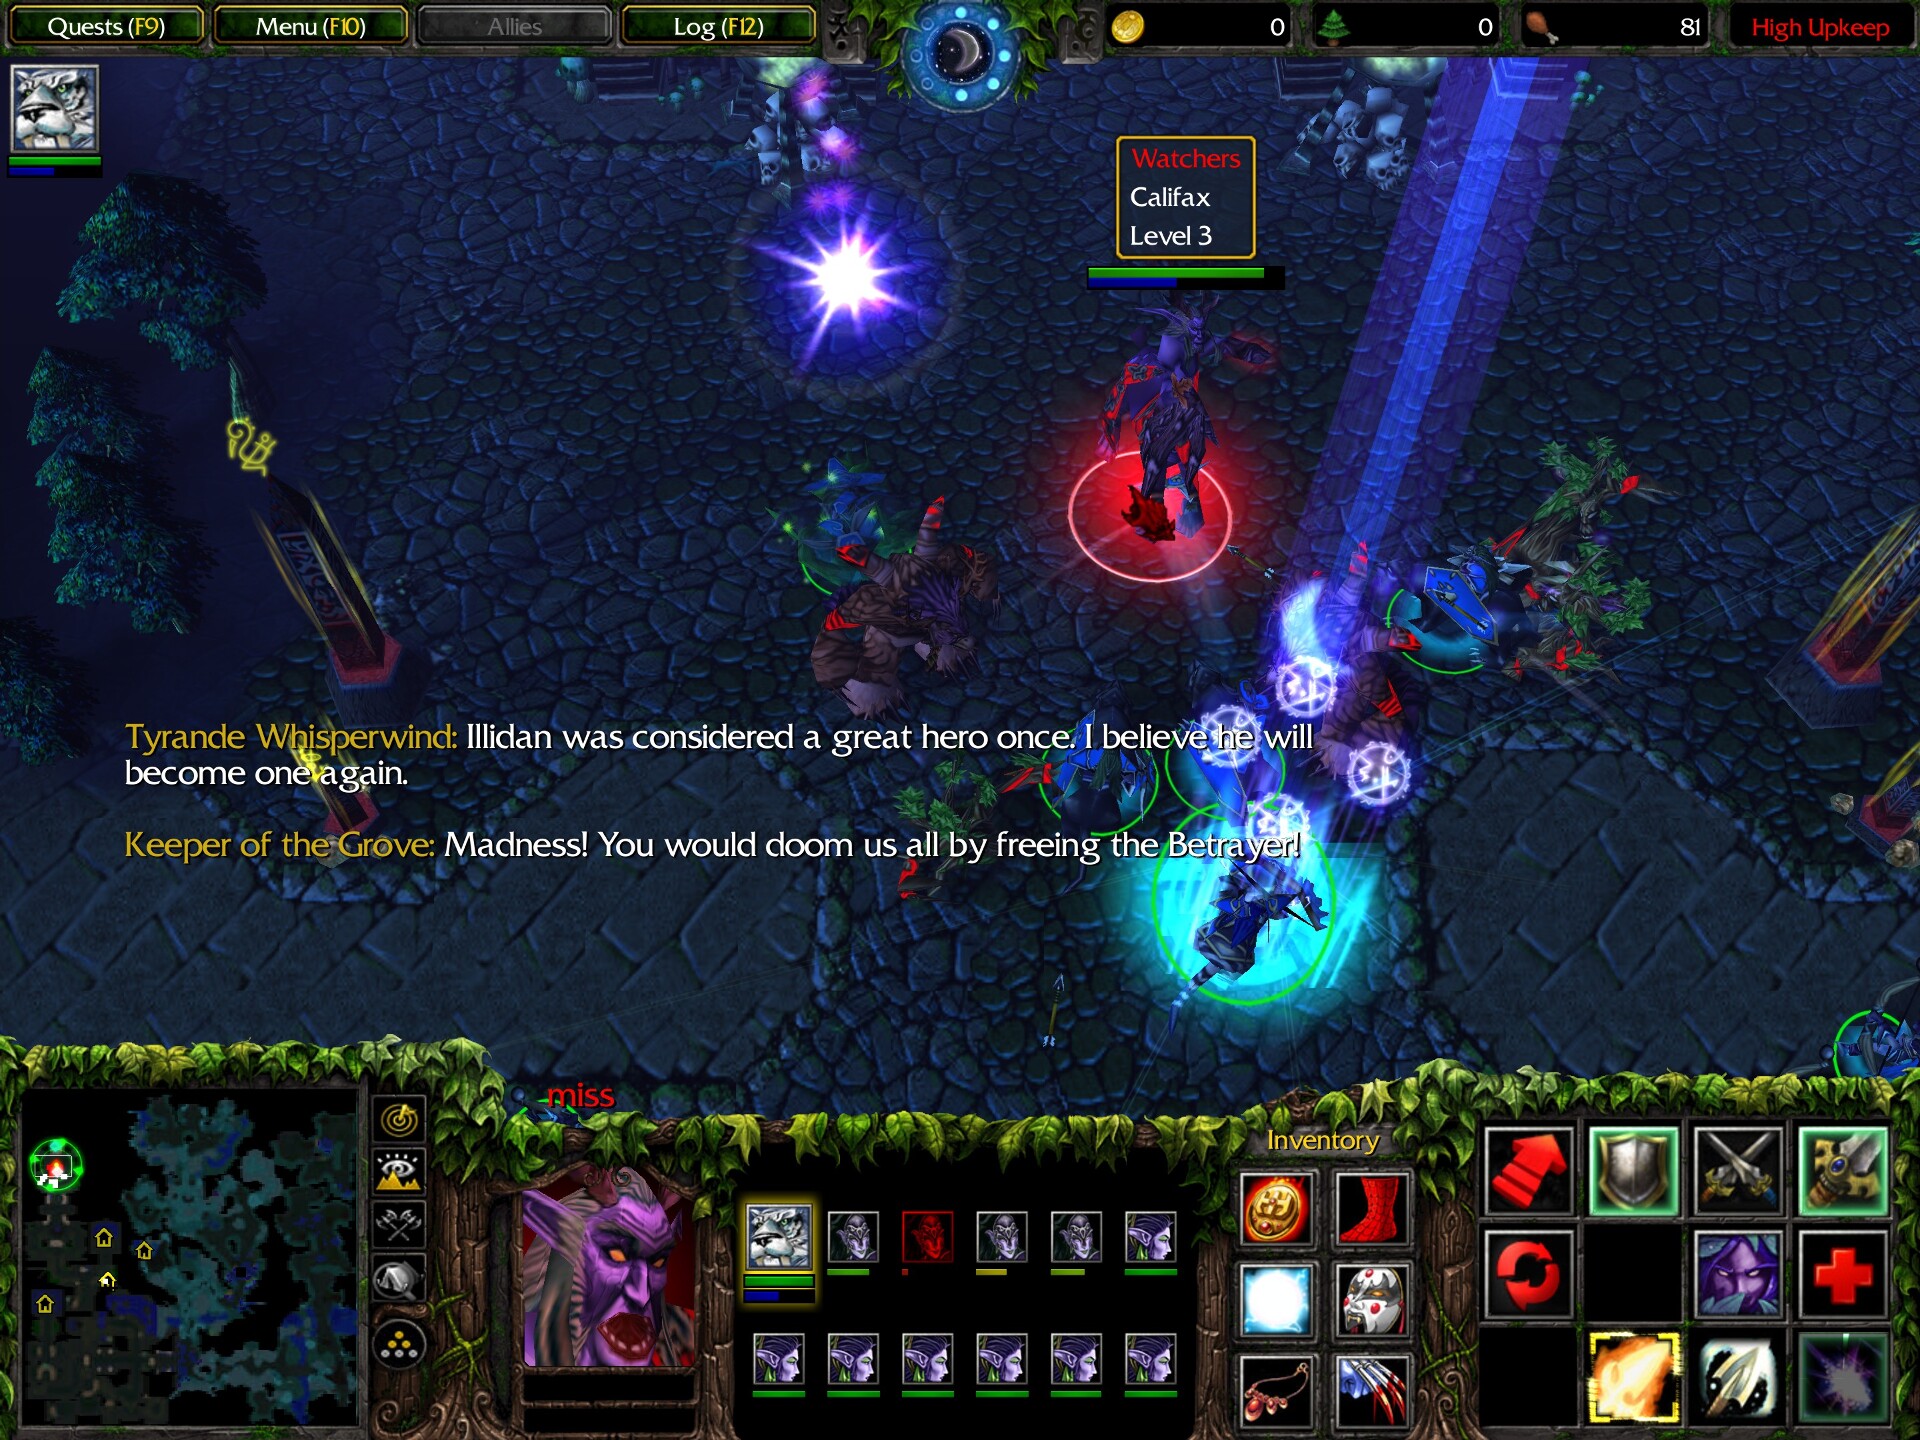 Quests (F9) Menu (F10) Allies Log (F12) 0 0 81 High Upkeep
Watchers
Califax
Level 3
Tyrande Whisperwind: Illidan was considered a great hero once. I believe he will
become one again.
Keeper of the Grove: Madness! You would doom us all by freeing the Betrayer!
miss
Inventory